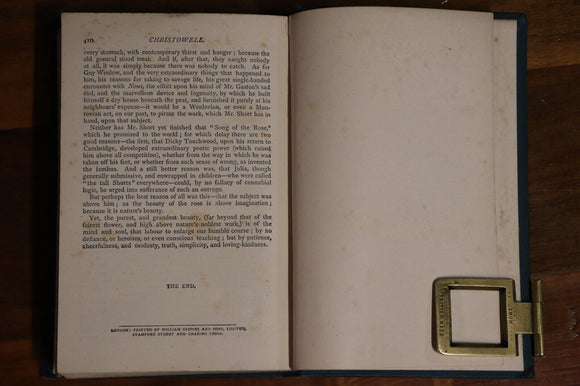 410 CHRISTOWELL.
every stomach, with contemporary thirst and hunger; because the
old general stood treat. And if, after that, they caught nobody
at all, it was simply because there was nobody to catch. As for
Guy Wenlow, and the very extraordinary things that happened to
him, his reasons for taking to savage life, his great single-handed
encounter with Nous, the effect upon his mind of Mr. Gaston's sad
end, and the marvellous device and ingenuity, by which he built
himself a dry house beneath the peat, and furnished it purely at his
neighbours' expense—it would be a Wenlovian, or even a Mus-
rovian act, on our part, to pirate the work, which Mr. Short has in
hand, upon that subject.
Neither has Mr. Short yet finished that "Song of the Rose,"
which he promised to the world; for which delay there are two
good reasons—the first, that Dicky Touchwood, upon his return to
Cambridge, developed extraordinary poetic power (which raised
him above all competition), whether from the way in which he was
taken off his feet, or whether from such sense of wrong, as invented
the iambus. And a still better reason was, that Julia, though
generally submissive, and enwrapped in children—who were called
"the tall Shorts" everywhere—could, by no fallacy of connubial
logic, be urged into sufferance of such an outrage.
But perhaps the best reason of all was this—that the subject was
above him; as the beauty of the rose is above imagination;
because it is nature's beauty.
Yet, the purest, and grandest beauty, (far beyond that of the
fairest flower, and high above nature's noblest work,) is of
the mind and soul, that labour to enlarge our humble course; by no
defiance, or heroism, or even conscious teaching; but by patience,
cheerfulness, and modesty, truth, simplicity, and loving-kindness.
THE END.
LONDON: PRINTED BY WILLIAM CLOWES AND SONS, LIMITED,
STAMFORD STREET AND CHARING CROSS.